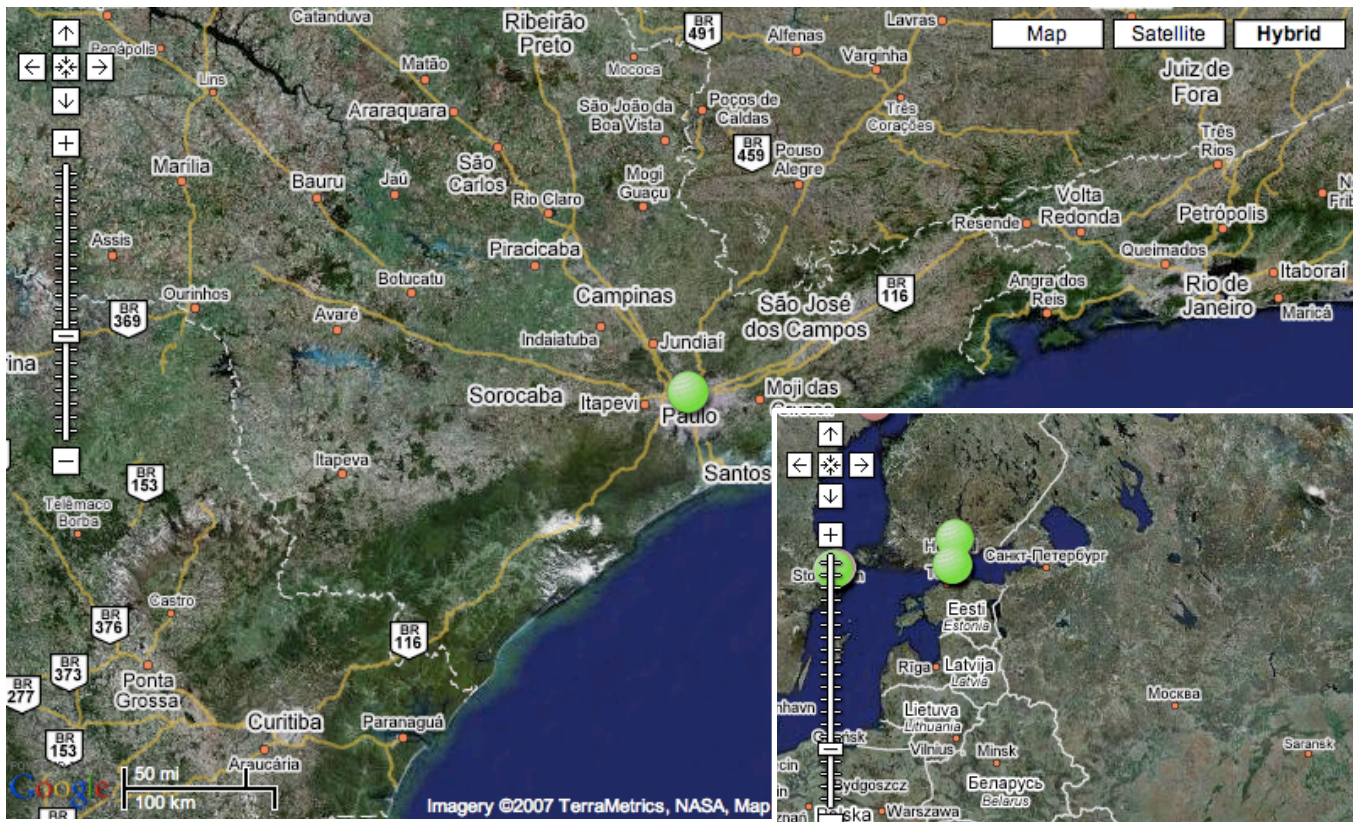 Catanduva
Ribeirão
Preto
BR
491
Lavras
Alfenas
Varginha
Map
Satellite
Hybrid
Penápolis
Lins
Matão
Mococa
Araraquara
São João da
Boa Vista
Poços de
Caldas
Três
Corações
Juiz de
Fora
Três
Rios
Marília
Bauru
Jaú
São
Carlos
Rio Claro
Mogi
Guaçu
BR
459
Pouso
Alegre
Volta
Redonda
Resende
Petrópolis
Assis
Piracicaba
Botucatu
Queimados
Itaboraí
Ourinhos
BR
369
Avaré
Campinas
Indaiatuba
Jundiaí
São José
dos Campos
BR
116
Angra dos
Reis
Rio de
Janeiro
Maricá
Sorocaba
Itapevi
Paulo
Moji das
Santos
Itapeva
BR
153
Telêmaco
Borba
Castro
BR
376
BR
373
277
BR
153
BR
116
Ponta
Grossa
Curitiba
Araucária
Paranaguá
Google
50 mi
100 km
Imagery ©2007 TerraMetrics, NASA, Map
Санкт-Петербург
Eesti
Estonia
Rīga
Latvija
Latvia
Lietuva
Lithuania
Vilnius
Minsk
Москва
Saransk
Беларусь
Belarus
Bydgoszcz
Warszawa